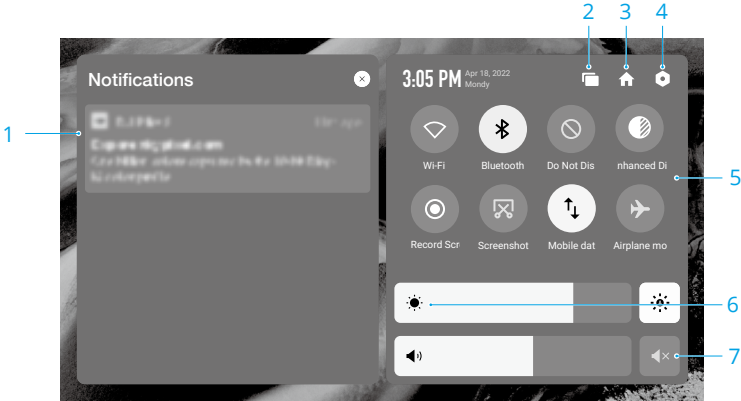 2
3
4
Notifications
3:05 PM
Apr 18, 2022
Mondy
1
Wi-Fi
Bluetooth
Do Not Dis
nhanced Di
5
Record Scr
Screenshot
Mobile dat
Airplane mo
6
7